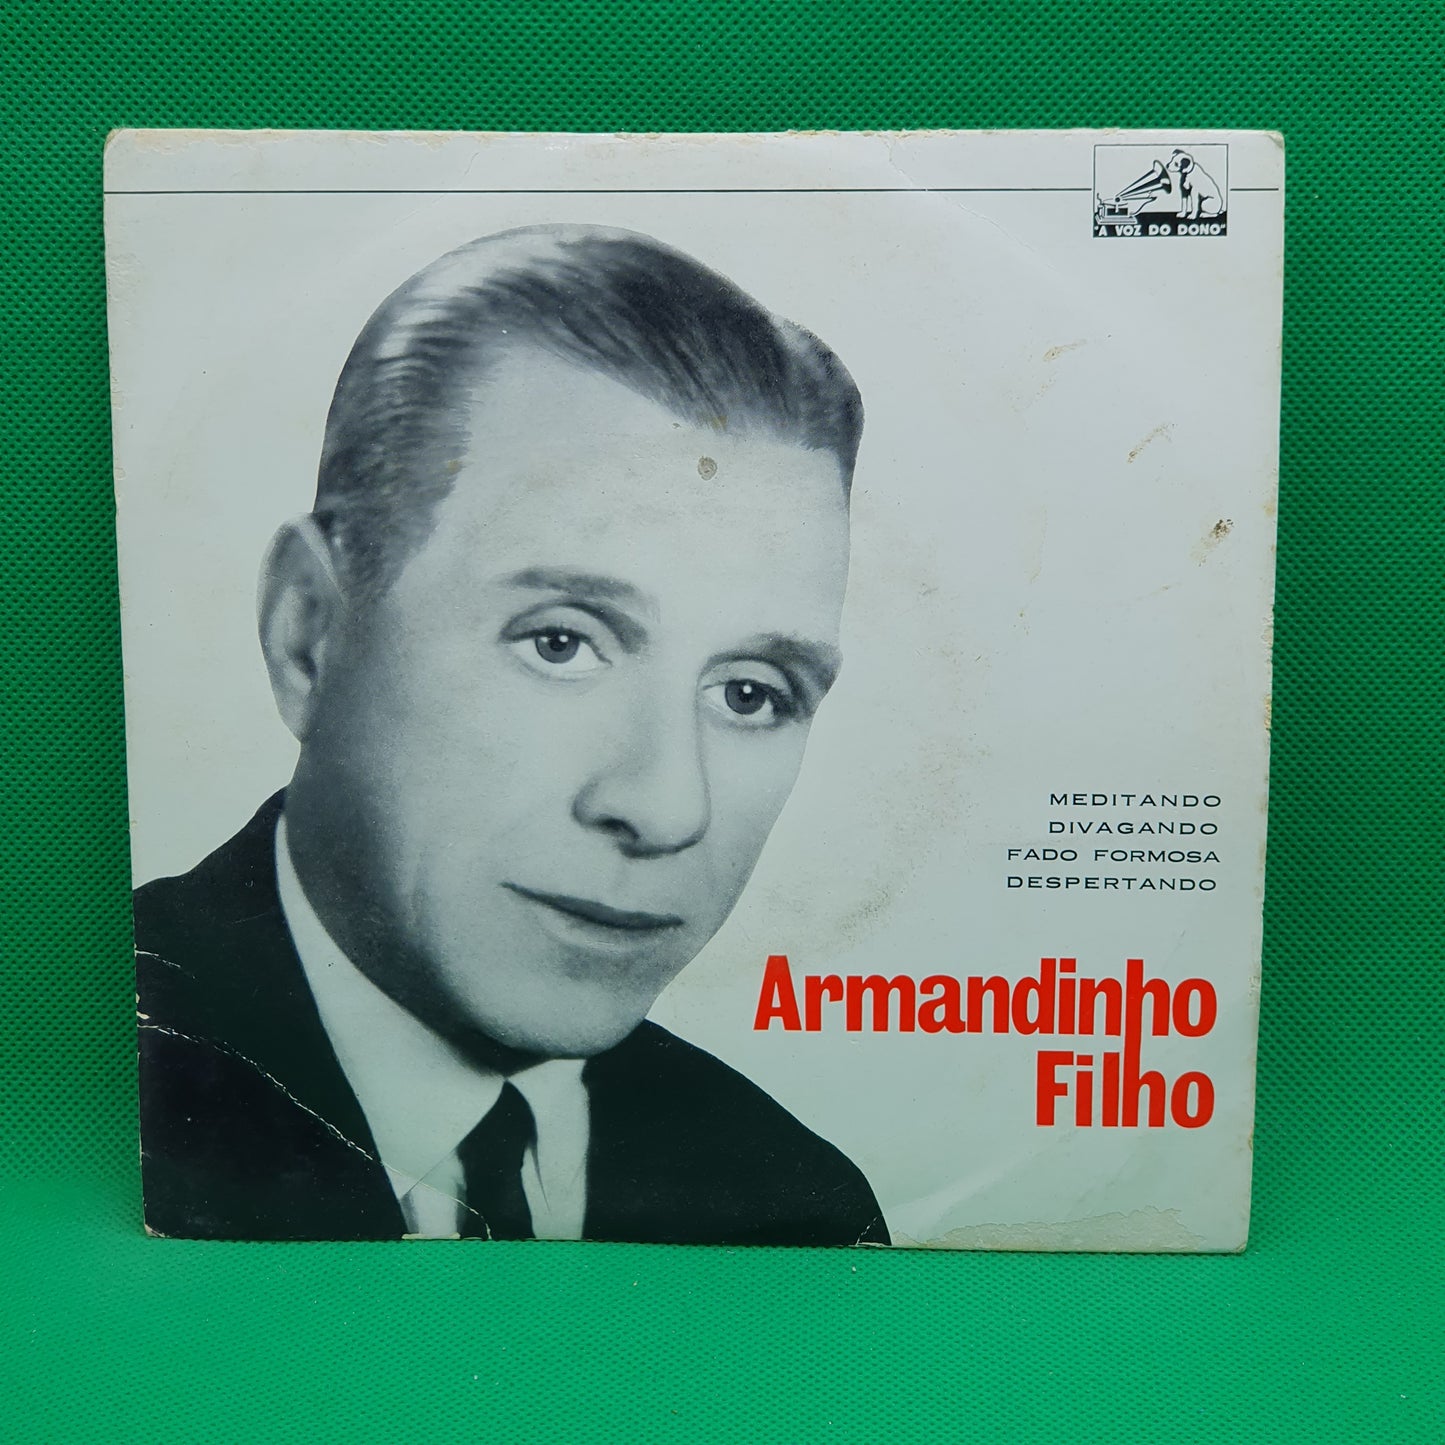 "A VOZ DO DONO"
MEDITANDO
DIVAGANDO
FADO FORMOSA
DESPERTANDO
Armandinho
Filho